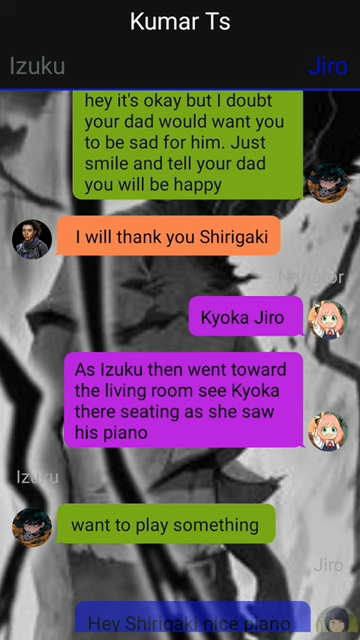 Kumar Ts
Izuku
Jiro
hey it's okay but I doubt
your dad would want you
to be sad for him. Just
smile and tell your dad
you will be happy
I will thank you Shirigaki
Narrator
Kyoka Jiro
As Izuku then went toward
the living room see Kyoka
there seating as she saw
his piano
Izuku
want to play something
Jiro
Hey Shirigaki nice piano